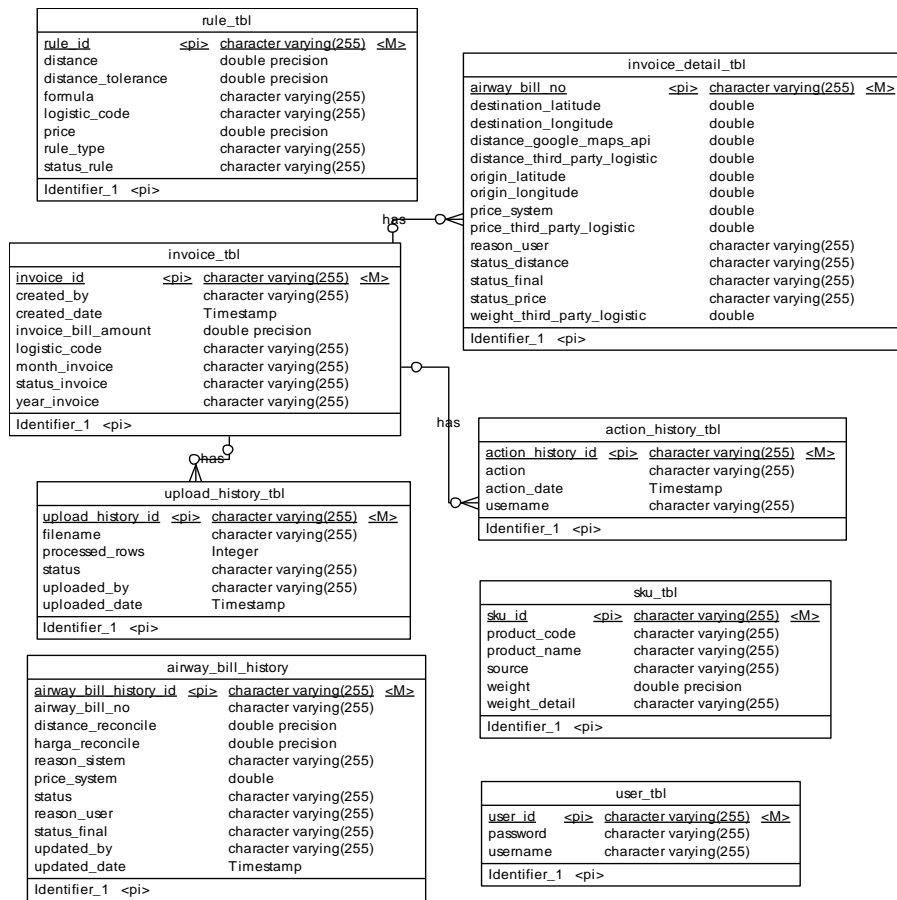 rule_tbl
rule_id <pi> character varying(255) <M>
distance double precision
distance_tolerance double precision
formula character varying(255)
logistic_code character varying(255)
price double precision
rule_type character varying(255)
status_rule character varying(255)
Identifier_1 <pi>
invoice_detail_tbl
airway_bill_no <pi> character varying(255) <M>
destination_latitude double
destination_longitude double
distance_google_maps_api double
distance_third_party_logistic double
origin_latitude double
origin_longitude double
price_system double
price_third_party_logistic double
reason_user character varying(255)
status_distance character varying(255)
status_final character varying(255)
status_price character varying(255)
weight_third_party_logistic double
Identifier_1 <pi>
has
invoice_tbl
invoice_id <pi> character varying(255) <M>
created_by character varying(255)
created_date Timestamp
invoice_bill_amount double precision
logistic_code character varying(255)
month_invoice character varying(255)
status_invoice character varying(255)
year_invoice character varying(255)
Identifier_1 <pi>
has
has
action_history_tbl
action_history_id <pi> character varying(255) <M>
action character varying(255)
action_date Timestamp
username character varying(255)
Identifier_1 <pi>
upload_history_tbl
upload_history_id <pi> character varying(255) <M>
filename character varying(255)
processed_rows Integer
status character varying(255)
uploaded_by character varying(255)
uploaded_date Timestamp
Identifier_1 <pi>
sku_tbl
sku_id <pi> character varying(255) <M>
product_code character varying(255)
product_name character varying(255)
source character varying(255)
weight double precision
weight_detail character varying(255)
Identifier_1 <pi>
airway_bill_history
airway_bill_history_id <pi> character varying(255) <M>
airway_bill_no character varying(255)
distance_reconcile double precision
harga_reconcile double precision
reason_sistem character varying(255)
price_system double
status character varying(255)
reason_user character varying(255)
status_final character varying(255)
updated_by character varying(255)
updated_date Timestamp
Identifier_1 <pi>
user_tbl
user_id <pi> character varying(255) <M>
password character varying(255)
username character varying(255)
Identifier_1 <pi>